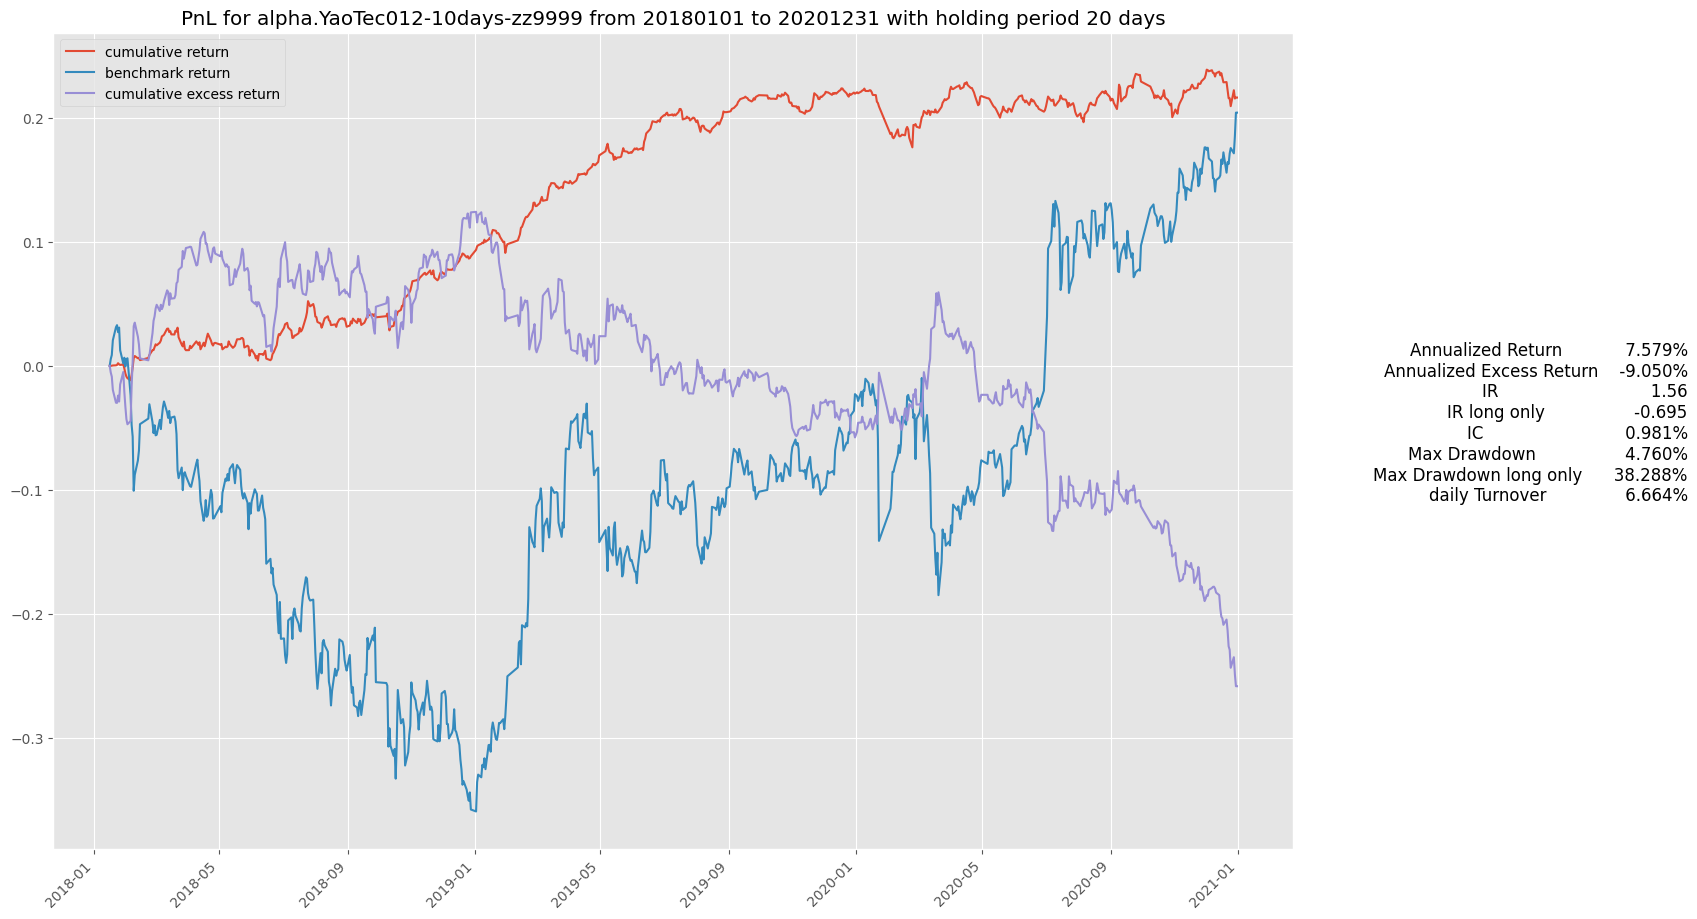 PnL for alpha.YaoTec012-10days-zz9999 from 20180101 to 20201231 with holding period 20 days
cumulative return
benchmark return
cumulative excess return
0.2
0.1
0.0
−0.1
−0.2
−0.3
2018-01
2018-05
2018-09
2019-01
2019-05
2019-09
2020-01
2020-05
2020-09
2021-01
Annualized Return 7.579%
Annualized Excess Return -9.050%
IR 1.56
IR long only -0.695
IC 0.981%
Max Drawdown 4.760%
Max Drawdown long only 38.288%
daily Turnover 6.664%